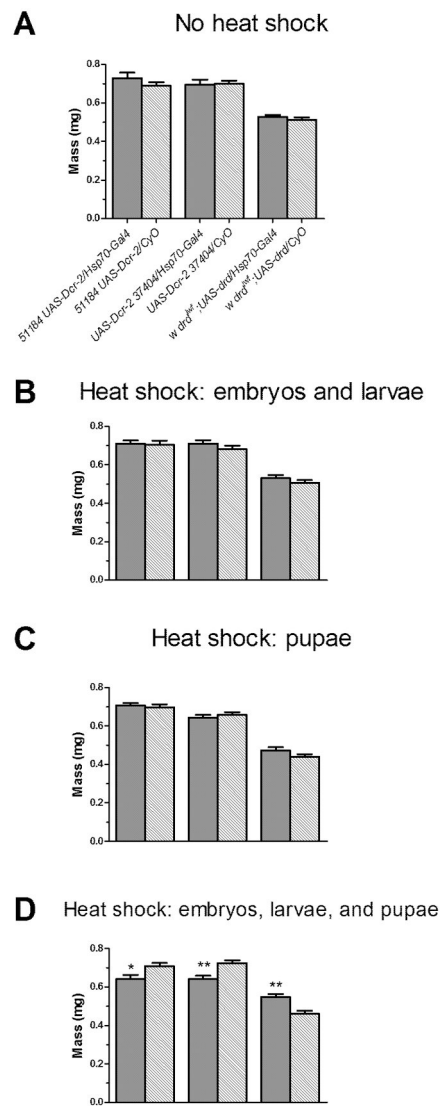 A No heat shock
0.8
0.6
0.4
0.2
0.0
Mass (mg)
51184 UAS-Dcr-2/Hsp70-Gal4
51184 UAS-Dcr-2/CyO
UAS-Dcr-2 37404/Hsp70-Gal4
UAS-Dcr-2 37404/CyO
w drd^lwf;UAS-drd/Hsp70-Gal4
w drd^lwf;UAS-drd/CyO
B Heat shock: embryos and larvae
0.8
0.6
0.4
0.2
0.0
Mass (mg)
C Heat shock: pupae
0.8
0.6
0.4
0.2
0.0
Mass (mg)
D Heat shock: embryos, larvae, and pupae
0.8
0.6
0.4
0.2
0.0
Mass (mg)
* ** **